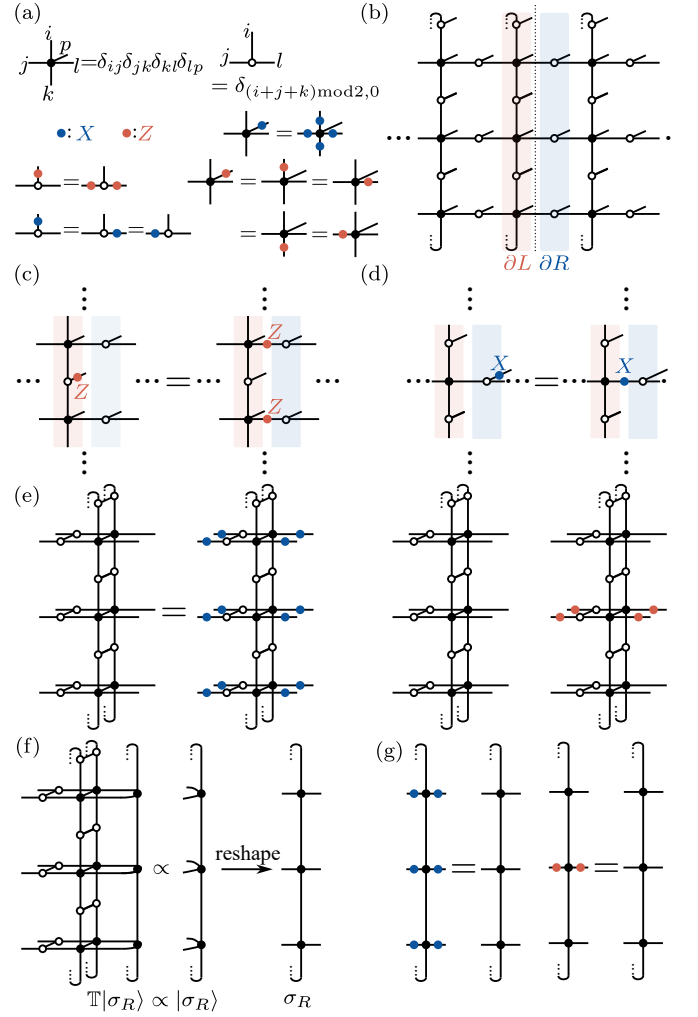 (a)
i
p
j
l
k
=δ_{ij}δ_{jk}δ_{kl}δ_{lp}
i
j
l
= δ_{(i+j+k)mod2,0}
: X
: Z
=
=
= =
=
= =
= =
(b)
∂L
∂R
(c)
Z
=
Z
Z
(d)
X
=
X
(e)
=
(f)
∝
reshape
𝕋|σ_R⟩ ∝ |σ_R⟩
σ_R
(g)
=
=